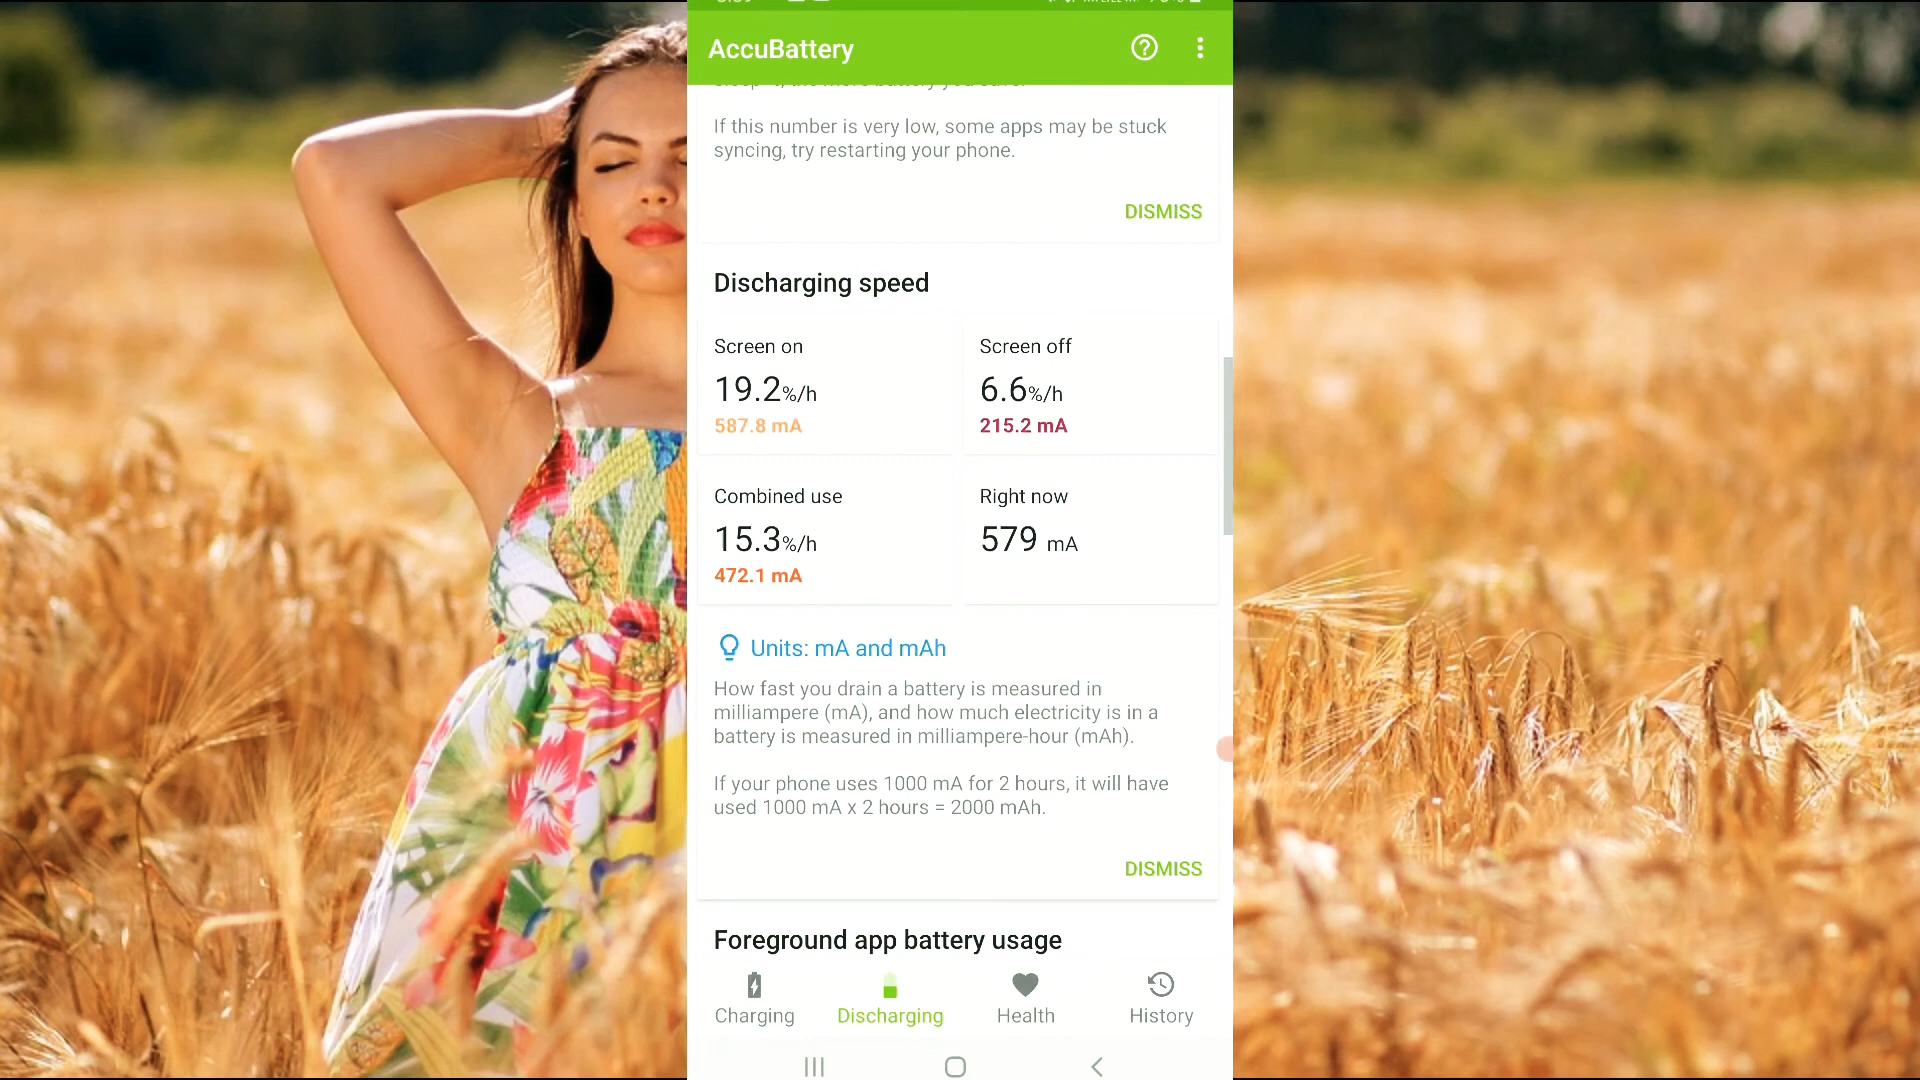 AccuBattery
If this number is very low, some apps may be stuck
syncing, try restarting your phone.
DISMISS
Discharging speed
Screen on
19.2%/h
587.8 mA
Screen off
6.6%/h
215.2 mA
Combined use
15.3%/h
472.1 mA
Right now
579 mA
Units: mA and mAh
How fast you drain a battery is measured in
milliampere (mA), and how much electricity is in a
battery is measured in milliampere-hour (mAh).
If your phone uses 1000 mA for 2 hours, it will have
used 1000 mA x 2 hours = 2000 mAh.
DISMISS
Foreground app battery usage
Charging
Discharging
Health
History